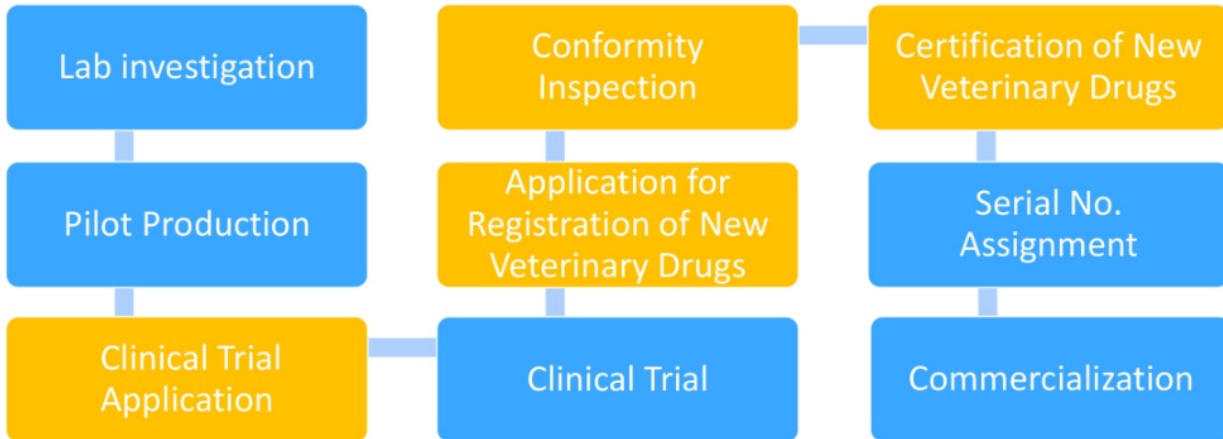 Lab investigation
Pilot Production
Clinical Trial
Application
Clinical Trial
Application for
Registration of New
Veterinary Drugs
Conformity
Inspection
Certification of New
Veterinary Drugs
Serial No.
Assignment
Commercialization